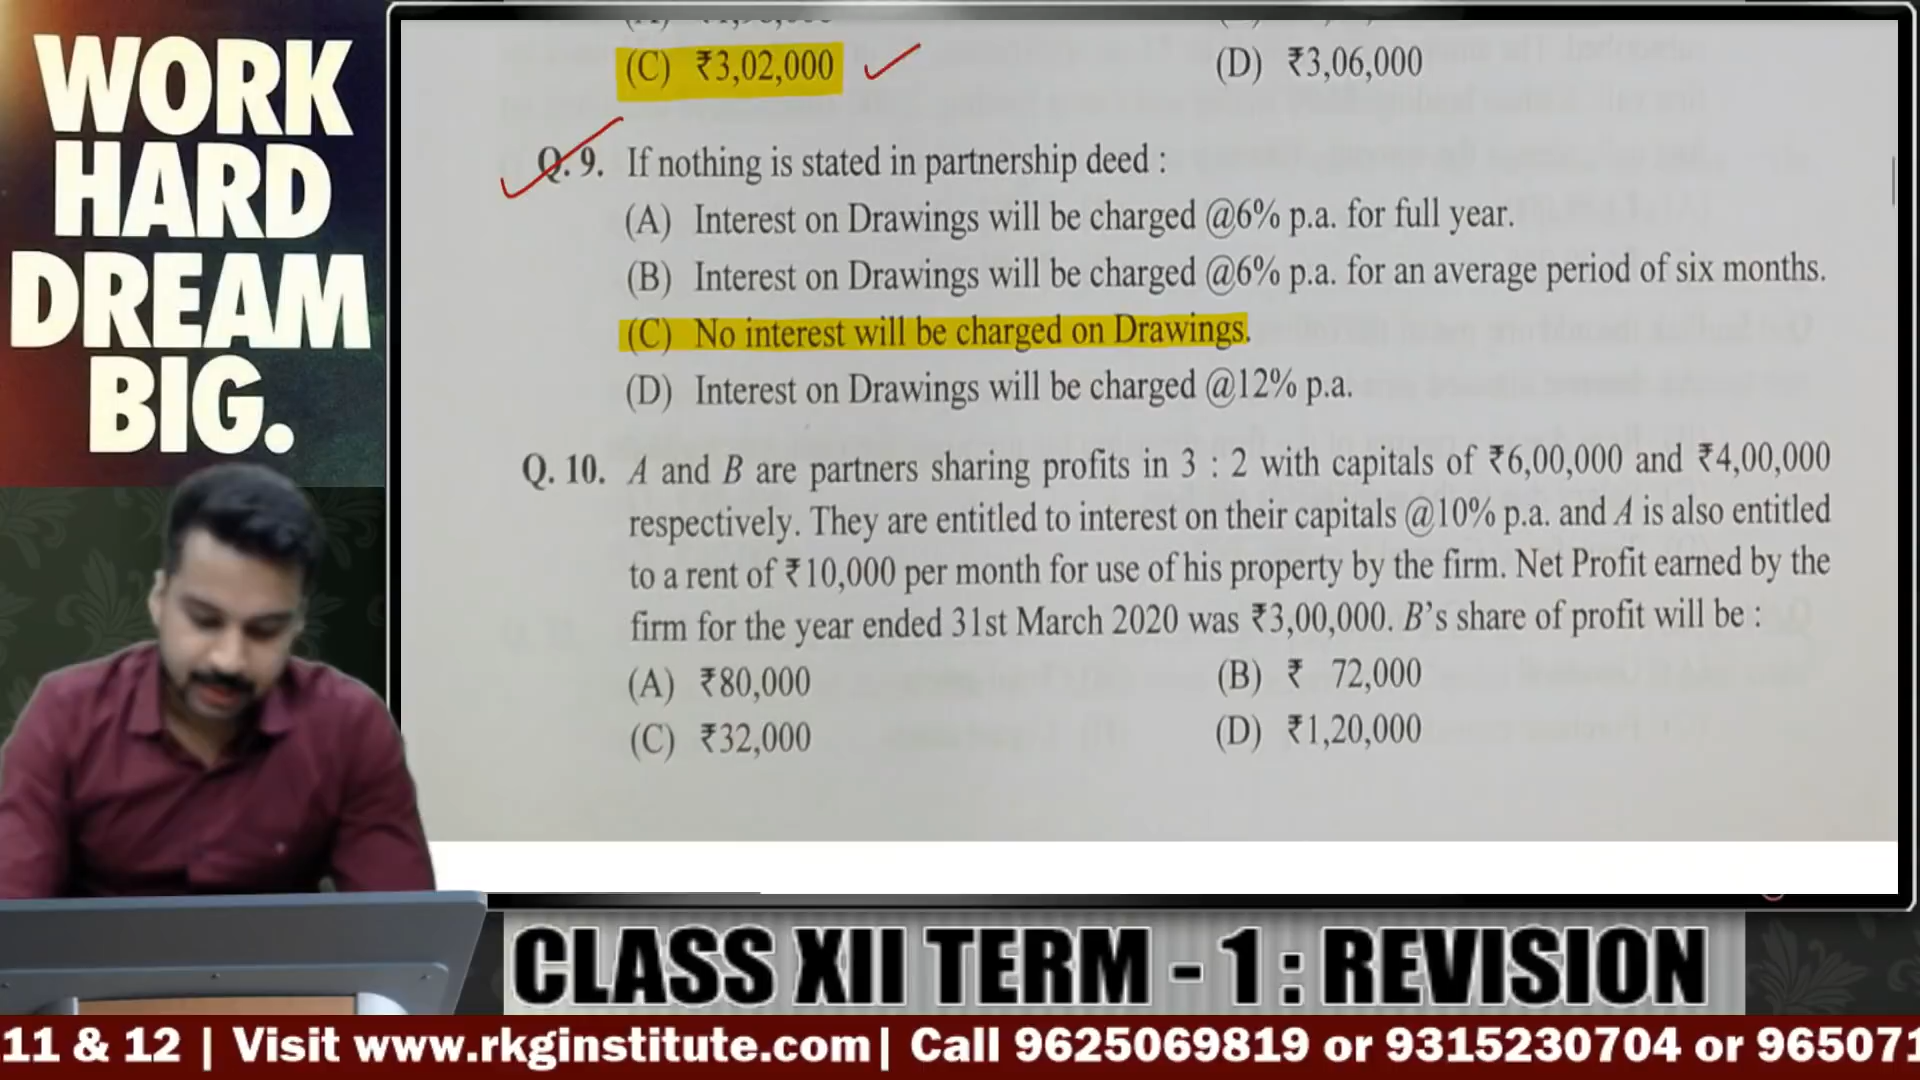 WORK
HARD
DREAM
BIG.
(C) ₹3,02,000
(D) ₹3,06,000
Q. 9. If nothing is stated in partnership deed :
(A) Interest on Drawings will be charged @6% p.a. for full year.
(B) Interest on Drawings will be charged @6% p.a. for an average period of six months.
(C) No interest will be charged on Drawings.
(D) Interest on Drawings will be charged @12% p.a.
Q. 10. A and B are partners sharing profits in 3 : 2 with capitals of ₹6,00,000 and ₹4,00,000
respectively. They are entitled to interest on their capitals @10% p.a. and A is also entitled
to a rent of ₹10,000 per month for use of his property by the firm. Net Profit earned by the
firm for the year ended 31st March 2020 was ₹3,00,000. B's share of profit will be :
(A) ₹80,000
(B) ₹ 72,000
(C) ₹32,000
(D) ₹1,20,000
CLASS XII TERM - 1 : REVISION
11 & 12 | Visit www.rkginstitute.com| Call 9625069819 or 9315230704 or 965071